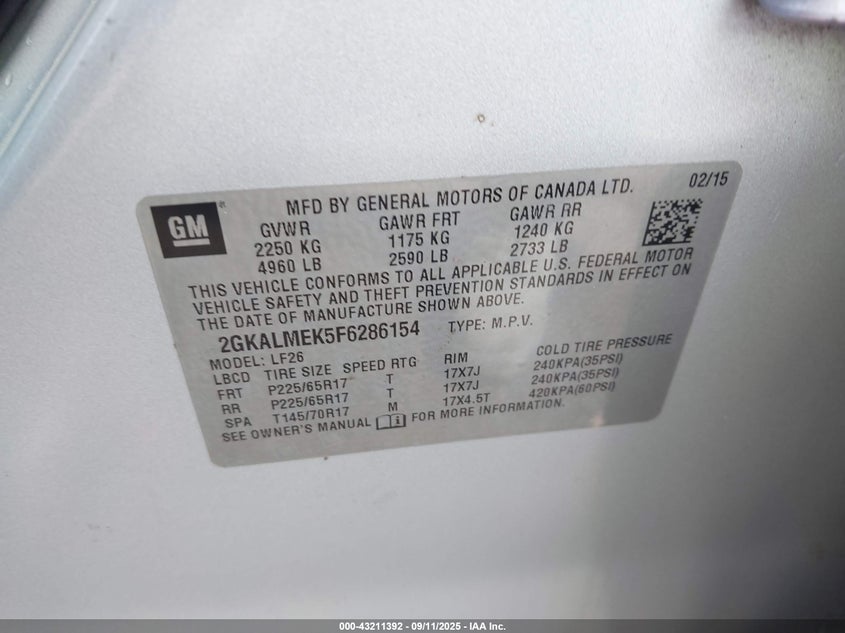 GM
MFD BY GENERAL MOTORS OF CANADA LTD. 02/15
GVWR GAWR FRT GAWR RR
2250 KG 1175 KG 1240 KG
4960 LB 2590 LB 2733 LB
THIS VEHICLE CONFORMS TO ALL APPLICABLE U.S. FEDERAL MOTOR
VEHICLE SAFETY AND THEFT PREVENTION STANDARDS IN EFFECT ON
THE DATE OF MANUFACTURE SHOWN ABOVE.
2GKALMEK5F6286154 TYPE: M.P.V.
MODEL: LF26
LBCD TIRE SIZE SPEED RTG RIM COLD TIRE PRESSURE
FRT P225/65R17 T 17X7J 240KPA(35PSI)
RR P225/65R17 T 17X7J 240KPA(35PSI)
SPA T145/70R17 M 17X4.5T 420KPA(60PSI)
SEE OWNER'S MANUAL i FOR MORE INFORMATION.
000-43211392 - 09/11/2025 - IAA Inc.